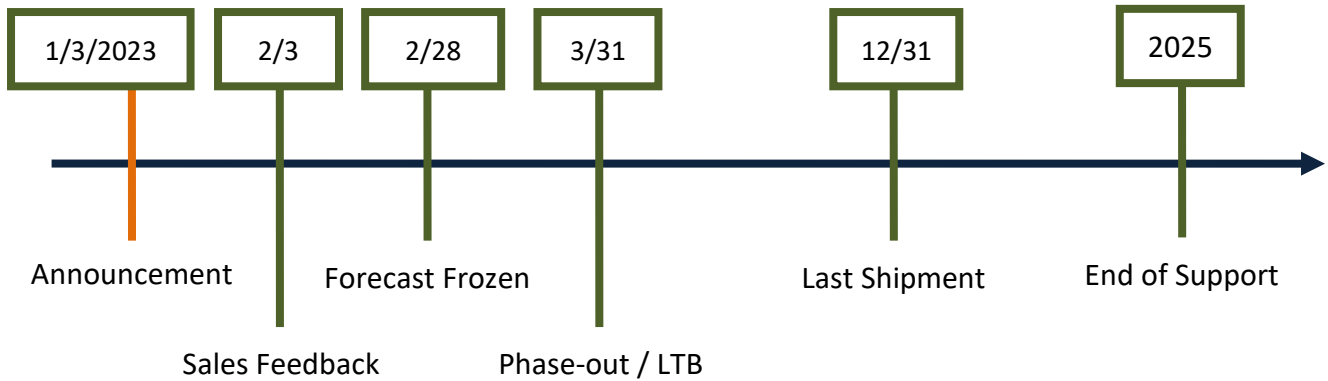 1/3/2023
2/3
2/28
3/31
12/31
2025
Announcement
Forecast Frozen
Last Shipment
End of Support
Sales Feedback
Phase-out / LTB